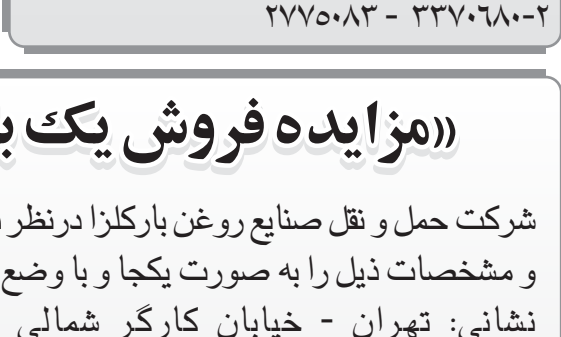 ۲۷۷۵۰۸۳ - ۳۳۷۰۶۸۰-۲
«مزایده فروش یک
شرکت حمل و نقل صنایع روغن بارکلزا درنظر
و مشخصات ذیل را به صورت یکجا و با وضع
نشانی: تهران - خیابان کارگر شمالی